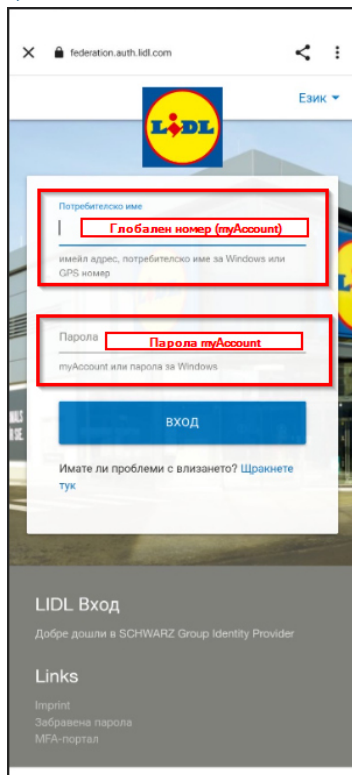 federation.auth.lidl.com
Език
LIDL
Потребителско име
Глобален номер (myAccount)
имейл адрес, потребителско име за Windows или
GPS номер
Парола
Парола myAccount
myAccount или парола за Windows
ВХОД
Имате ли проблеми с влизането? Щракнете
тук
LIDL Вход
Добре дошли в SCHWARZ Group Identity Provider
Links
Imprint
Забравена парола
MFA-портал